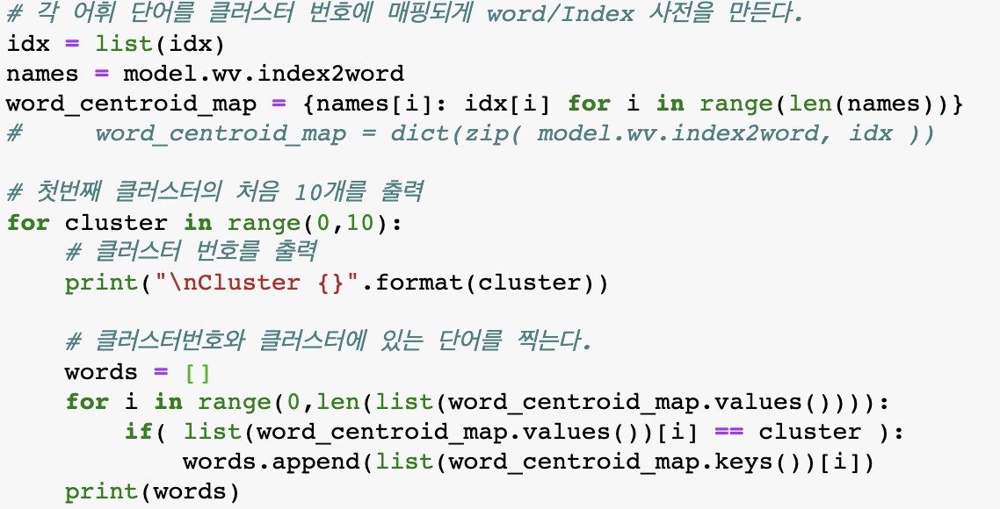 # 각 어휘 단어를 클러스터 번호에 매핑되게 word/Index 사전을 만든다.
idx = list(idx)
names = model.wv.index2word
word_centroid_map = {names[i]: idx[i] for i in range(len(names))}
#     word_centroid_map = dict(zip( model.wv.index2word, idx ))

# 첫번째 클러스터의 처음 10개를 출력
for cluster in range(0,10):
    # 클러스터 번호를 출력
    print("\nCluster {}".format(cluster))

    # 클러스터번호와 클러스터에 있는 단어를 찍는다.
    words = []
    for i in range(0,len(list(word_centroid_map.values()))):
        if( list(word_centroid_map.values())[i] == cluster ):
            words.append(list(word_centroid_map.keys())[i])
    print(words)